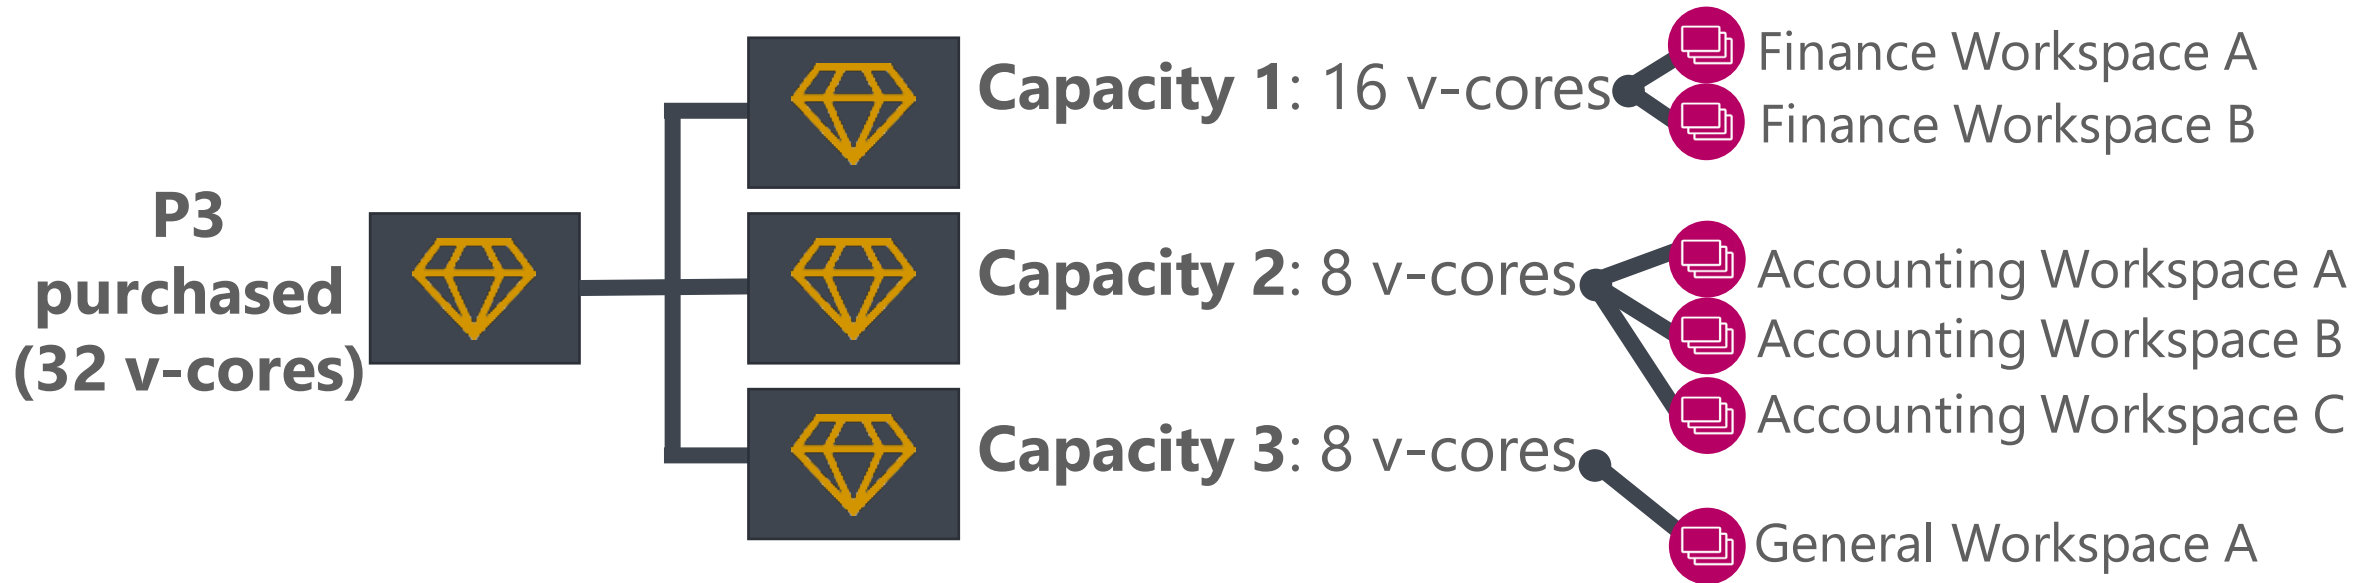 P3
purchased
(32 v-cores)
Capacity 1: 16 v-cores
Finance Workspace A
Finance Workspace B
Capacity 2: 8 v-cores
Accounting Workspace A
Accounting Workspace B
Accounting Workspace C
Capacity 3: 8 v-cores
General Workspace A